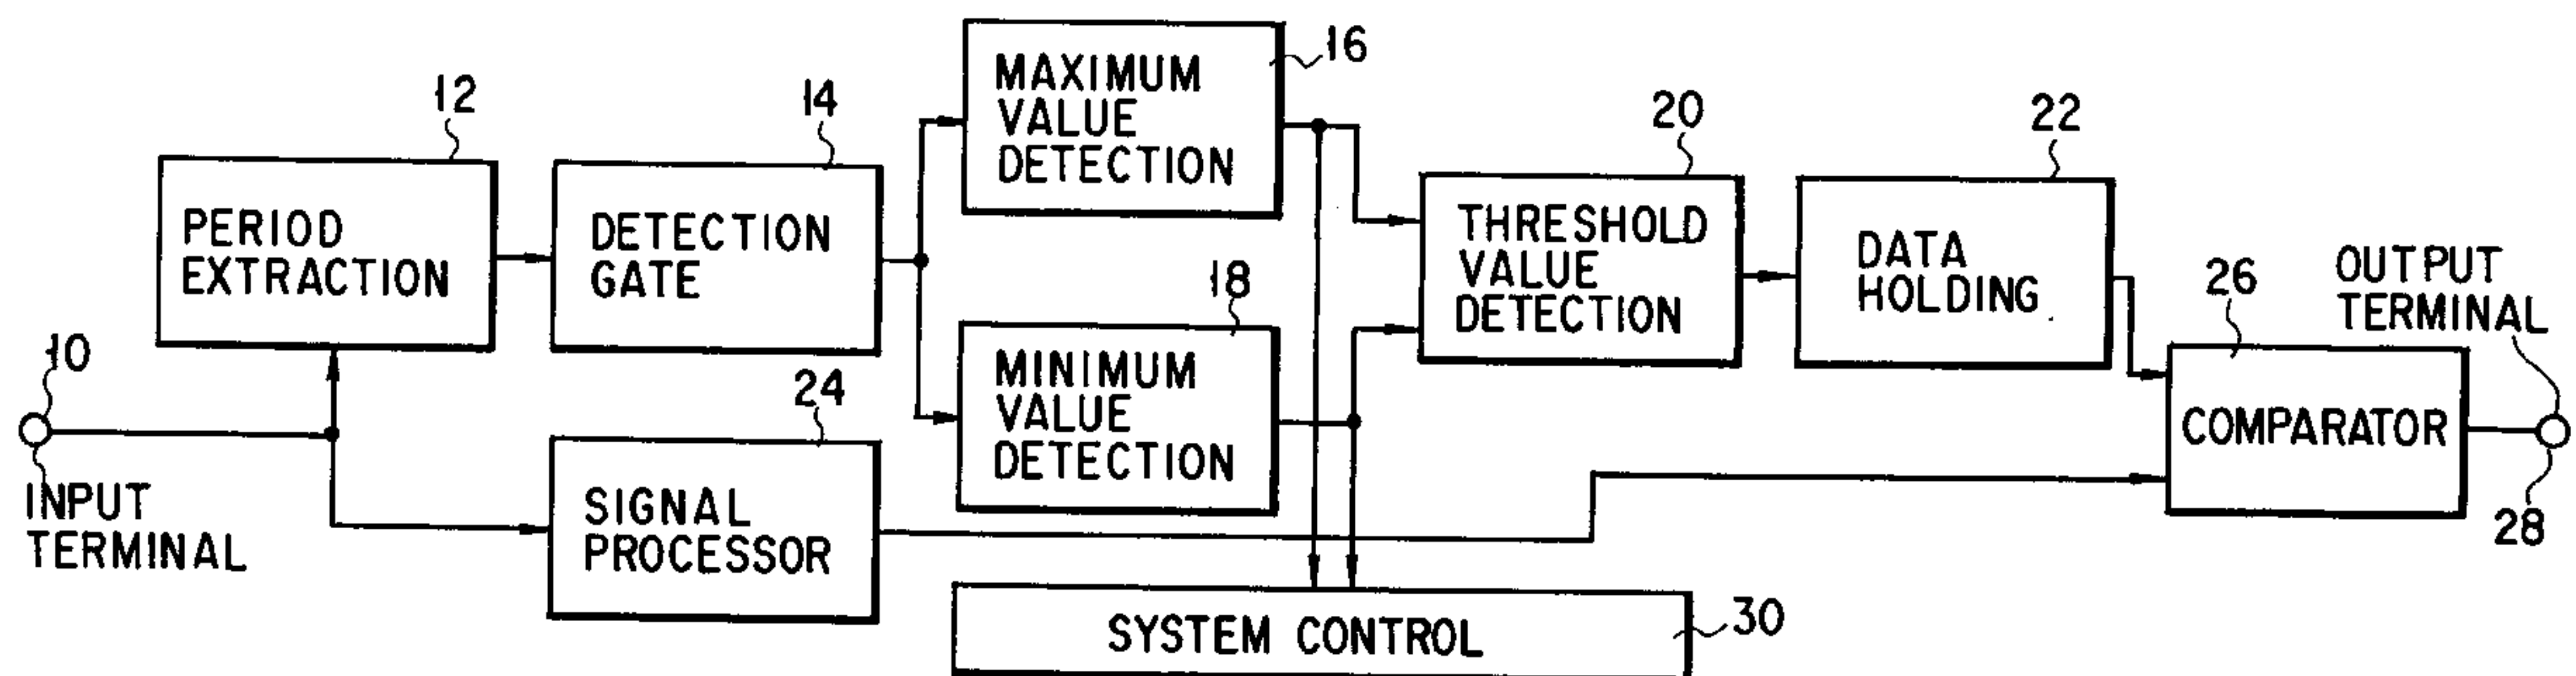 12
PERIOD
EXTRACTION
14
DETECTION
GATE
16
MAXIMUM
VALUE
DETECTION
18
MINIMUM
VALUE
DETECTION
20
THRESHOLD
VALUE
DETECTION
22
DATA
HOLDING
10
INPUT
TERMINAL
24
SIGNAL
PROCESSOR
26
COMPARATOR
OUTPUT
TERMINAL
28
SYSTEM CONTROL
30